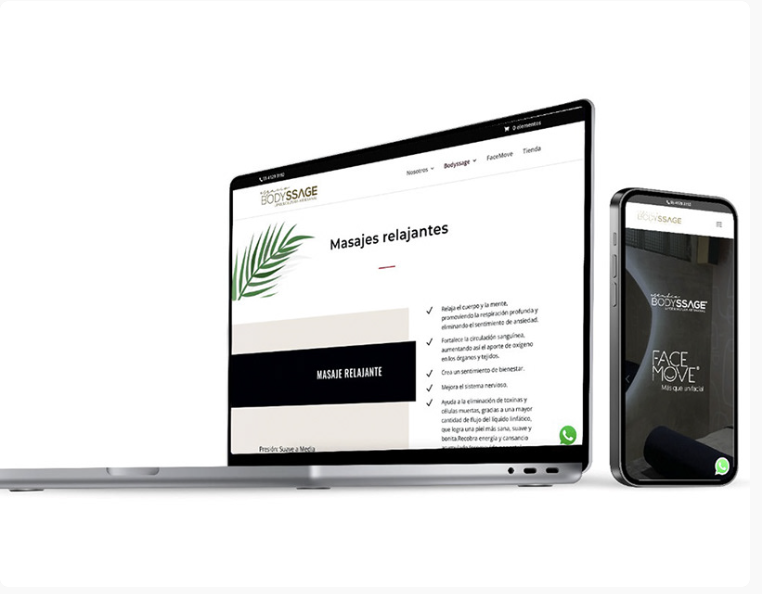 Nosotros
Bodyssage
FaceMove
Tienda
BODYSSAGE
Masajes relajantes
Relaja el cuerpo y la mente,
promoviendo la respiración profunda y
eliminando el sentimiento de ansiedad.
Fortalece la circulación sanguínea,
aumentando así el aporte de oxígeno
en los órganos y tejidos.
Crea un sentimiento de bienestar.
Mejora el sistema nervioso.
Ayuda a la eliminación de toxinas y
células muertas, gracias a una mayor
cantidad de flujo del líquido linfático,
que logra una piel más sana, suave y
bonita.Recobra energía y cansancio
MASAJE RELAJANTE
Presión: Suave a Media
BODYSSAGE
BODYSSAGE
FACE
MOVE®
Más que un facial